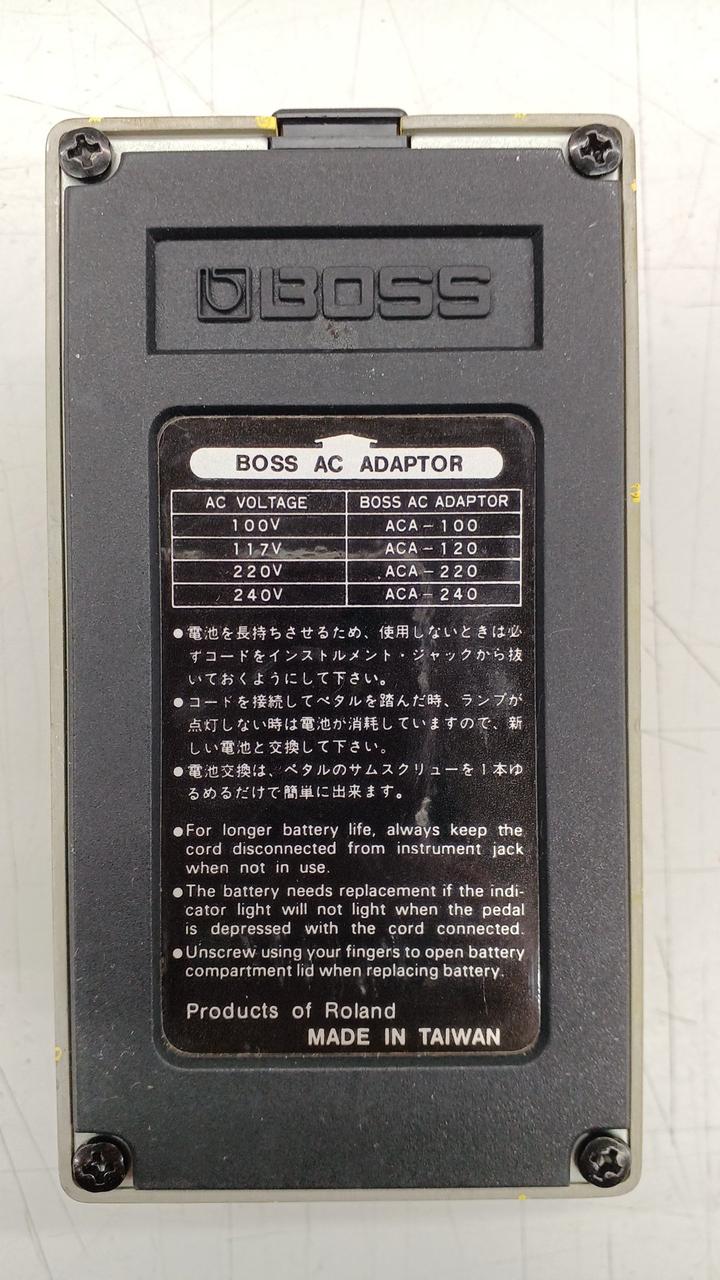 BOSS
BOSS AC ADAPTOR
AC VOLTAGE BOSS AC ADAPTOR
100V ACA-100
117V ACA-120
220V ACA-220
240V ACA-240
●電池を長持ちさせるため、使用しないときは必
ずコードをインストルメント・ジャックから抜
いておくようにして下さい。
●コードを接続してペタルを踏んだ時、ランプが
点灯しない時は電池が消耗していますので、新
しい電池と交換して下さい。
●電池交換は、ペタルのサムスクリューを1本ゆ
るめるだけで簡単に出来ます。
●For longer battery life, always keep the
cord disconnected from instrument jack
when not in use.
●The battery needs replacement if the indi-
cator light will not light when the pedal
is depressed with the cord connected.
●Unscrew using your fingers to open battery
compartment lid when replacing battery.
Products of Roland
MADE IN TAIWAN